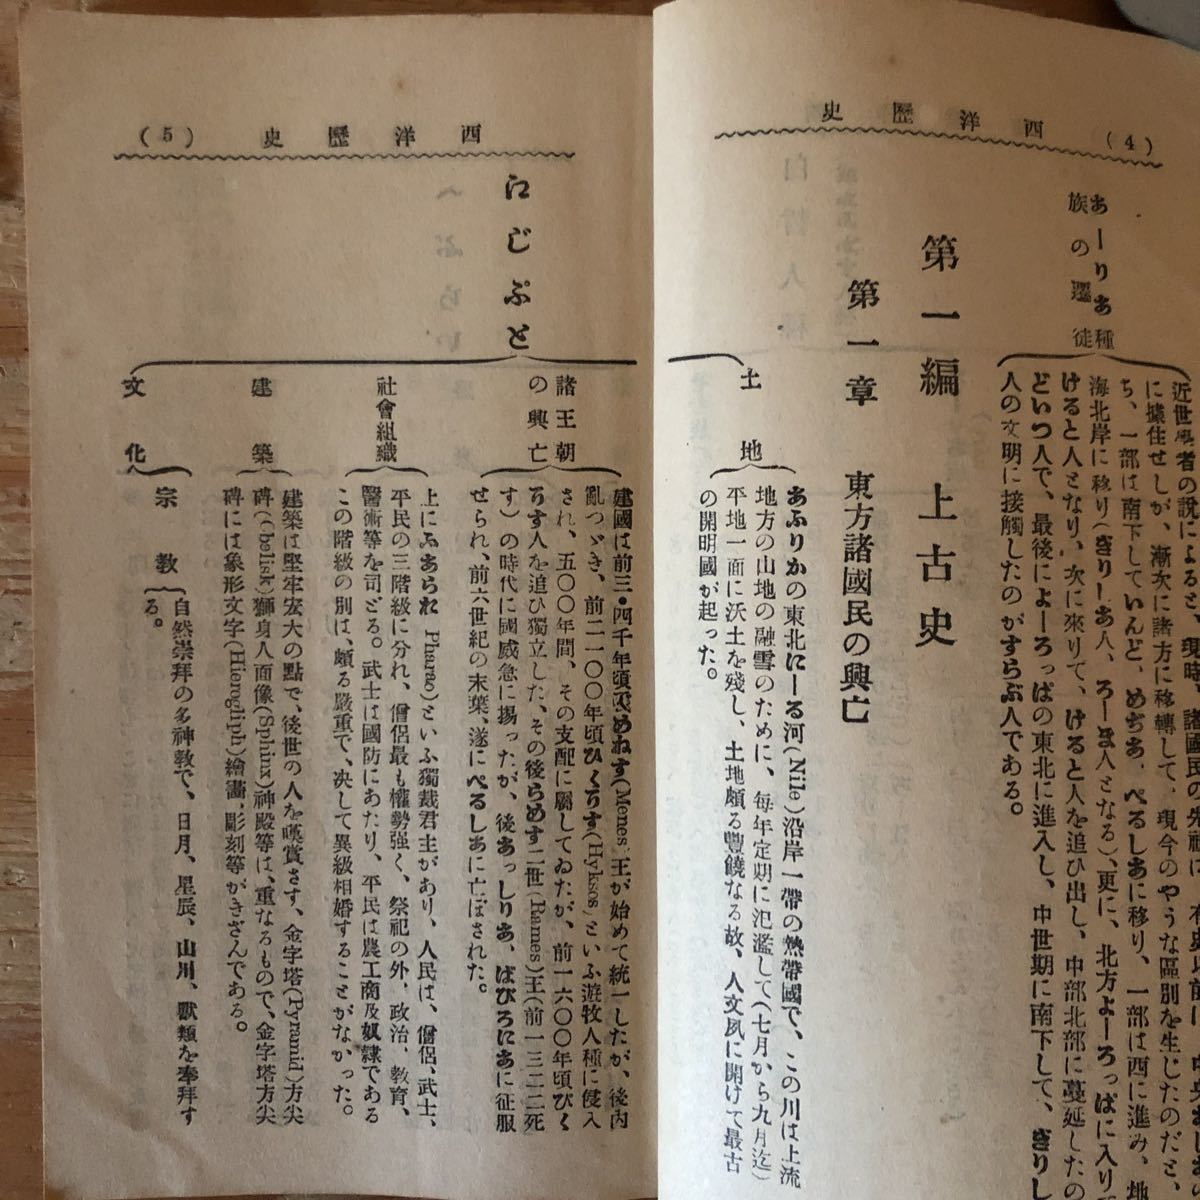 (4) 西洋歷史
あーりあ種
族の遷徒
近世學者の說によると、現時
に據住せしが、漸次に諸方に移轉して、現今のやうな區別を生じたのだと、
ち、一部は南下していんど、めぢあ、ぺるしあに移り、一部は西に進み、地
海北岸に移り(ぎりしあ人、ろーま人となる)、更に、北方よーろっぱに入りて
けると人となり、次に來りて、けると人を追ひ出し、中部北部に蔓延したの
どいつ人で、最後によーろっぱの東北に進入し、中世期に南下して、ぎりし
人の文明に接觸したのがすらぶ人である。
第一編 上古史
第一章 東方諸國民の興亡
土地
あふりかの東北にーる河(Nile)沿岸一帶の熱帶國で、この川は上流
地方の山地の融雪のために、每年定期に氾濫して(七月から九月迄)
平地一面に沃土を殘し、土地頗る豐饒なる故、人文夙に開けて最古
の開明國が起った。
西洋歷史 (5)
えじぷと
諸王朝
の興亡
建國は前三・四千年頃でめねす(Menes)王が始めて統一したが、後内
亂つゞき、前二一〇〇年頃ひくりす(Hyksos)といふ遊牧人種に侵入
され、五〇〇年間、その支配に屬してゐたが、前一六〇〇年頃ひく
りす人を追ひ獨立した、その後らめす二世(Rames)王(前一三二二死
す)の時代に國威急に揚ったが、後あっしりあ、ばびろにあに征服
せられ、前六世紀の末葉、遂にぺるしあに亡ぼされた。
社會組織
上にふあられ Pharao)といふ獨裁君主があり、人民は、僧侶、武士、
平民の三階級に分れ、僧侶最も權勢强く、祭祀の外、政治、敎育、
醫術等を司どる。武士は國防にあたり、平民は農工商及奴隸である
この階級の別は、頗る嚴重で、決して異級相婚することがなかった。
建築
建築は堅牢宏大の點で、後世の人を嘆賞さす、金字塔(Pyramid)方尖
碑(Obelisk)獅身人面像(Sphinx)神殿等は、重なるもので、金字塔方尖
碑には象形文字(Hierogliph)繪畵、彫刻等がきざんである。
文化
宗敎
自然崇拜の多神敎で、日月、星辰、山川、獸類を奉拜す
る。